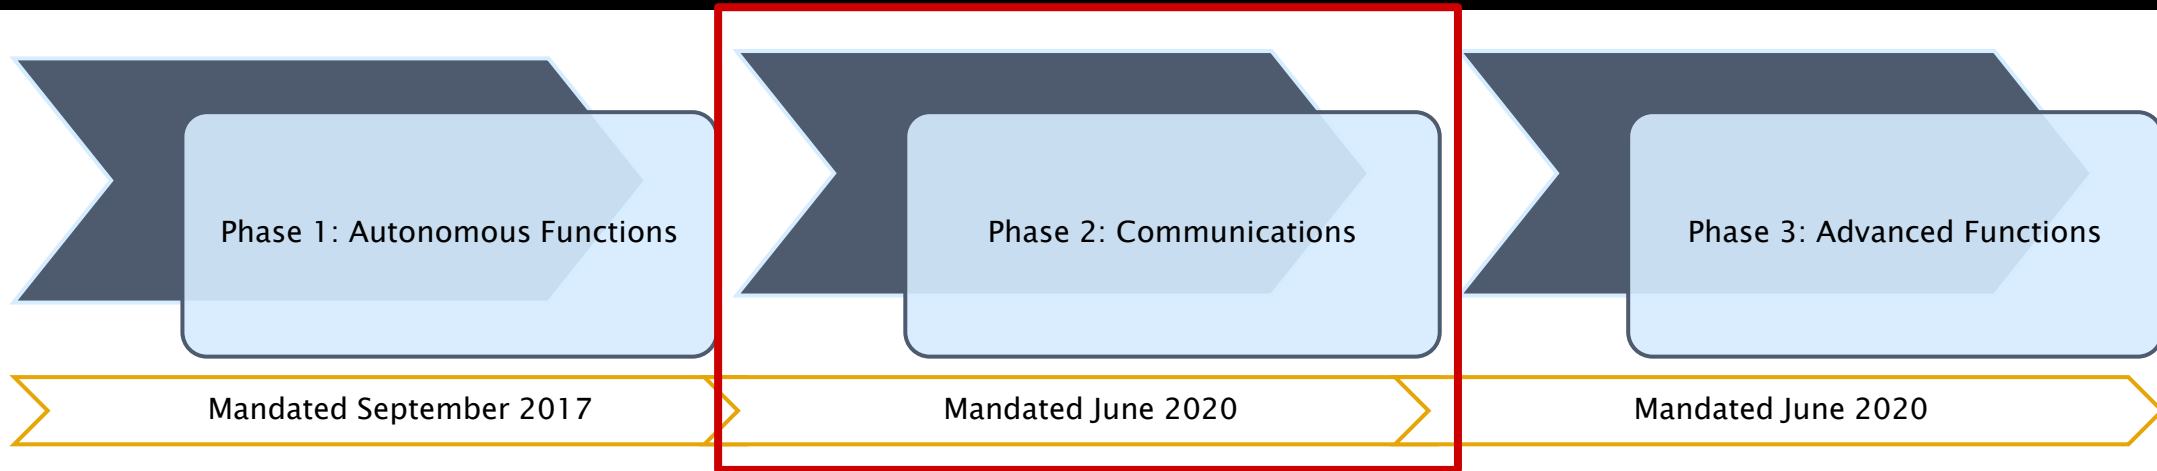 Phase 1: Autonomous Functions
Phase 2: Communications
Phase 3: Advanced Functions
Mandated September 2017
Mandated June 2020
Mandated June 2020